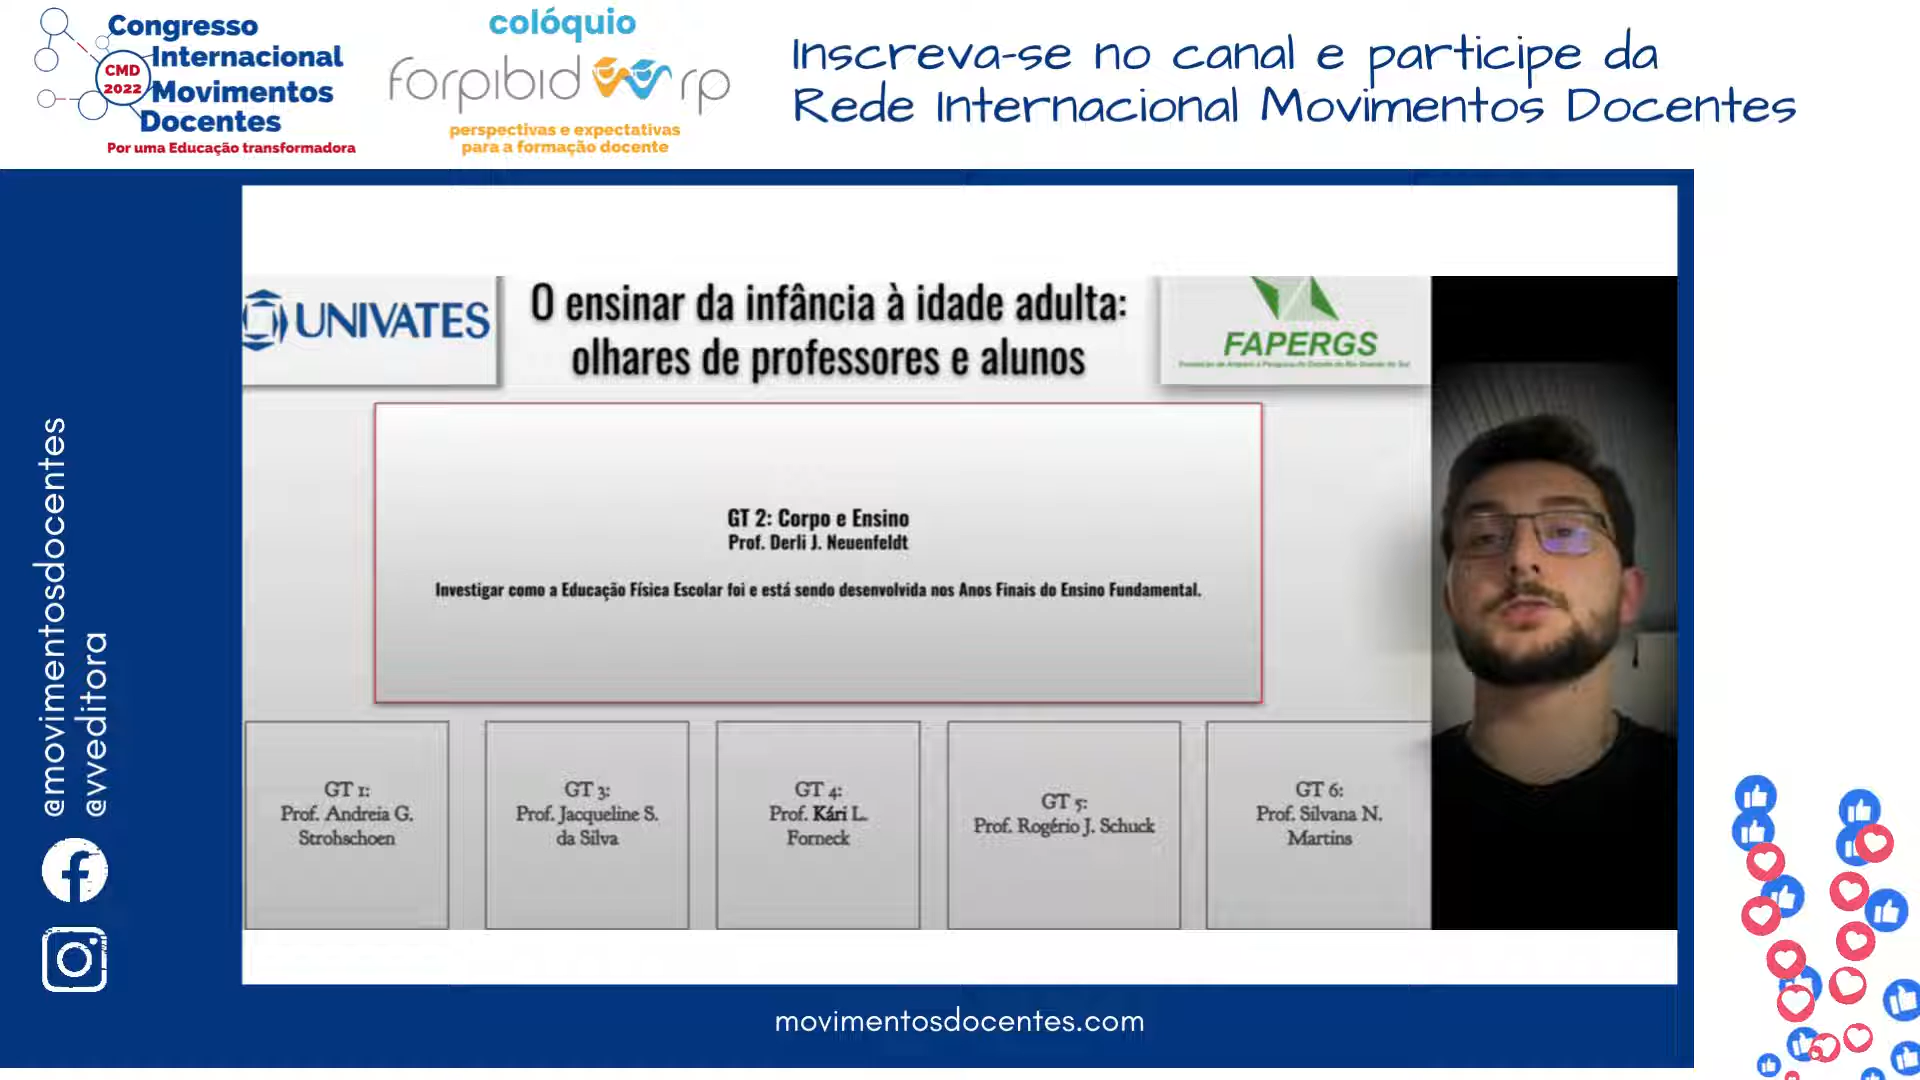 Congresso
Internacional
CMD
2022
Movimentos
Docentes
Por uma Educação transformadora
colóquio
forpibid rp
perspectivas e expectativas
para a formação docente
Inscreva-se no canal e participe da
Rede Internacional Movimentos Docentes
@movimentosdocentes
@vveditora
UNIVATES
O ensinar da infância à idade adulta:
olhares de professores e alunos
FAPERGS
GT 2: Corpo e Ensino
Prof. Derli J. Neuenfeldt
Investigar como a Educação Física Escolar foi e está sendo desenvolvida nos Anos Finais do Ensino Fundamental.
GT 1:
Prof. Andreia G.
Strohschoen
GT 3:
Prof. Jacqueline S.
da Silva
GT 4:
Prof. Kári L.
Forneck
GT 5:
Prof. Rogério J. Schuck
GT 6:
Prof. Silvana N.
Martins
movimentosdocentes.com